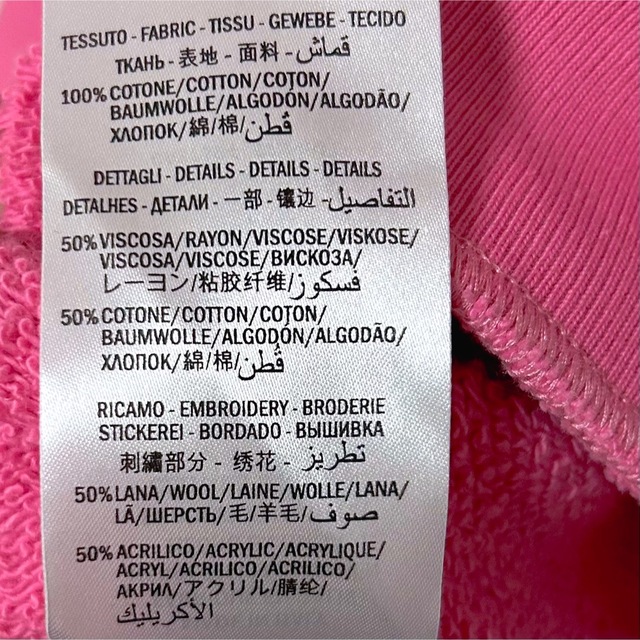 TESSUTO - FABRIC - TISSU - GEWEBE - TECIDO
ТКАНЬ - 表地 - 面料 - قماش
100% COTONE/COTTON/COTON/
BAUMWOLLE/ALGODÓN/ALGODÃO/
ХЛОПОК/綿/棉/قُطن
DETTAGLI - DETAILS - DETAILS - DETAILS
DETALHES - ДЕТАЛИ - 一部 - 镶边 - التفاصيل
50% VISCOSA/RAYON/VISCOSE/VISKOSE/
VISCOSA/VISCOSE/ВИСКОЗА/
レーヨン/粘胶纤维/فسكوز
50% COTONE/COTTON/COTON/
BAUMWOLLE/ALGODÓN/ALGODÃO/
ХЛОПОК/綿/棉/قُطن
RICAMO - EMBROIDERY - BRODERIE
STICKEREI - BORDADO - ВЫШИВКА
刺繡部分 - 绣花 - تطريز
50% LANA/WOOL/LAINE/WOLLE/LANA/
LÃ/ШЕРСТЬ/毛/羊毛/صوف
50% ACRILICO/ACRYLIC/ACRYLIQUE/
ACRYL/ACRILICO/ACRÍLICO/
АКРИЛ/アクリル/腈纶/
الأكريليك